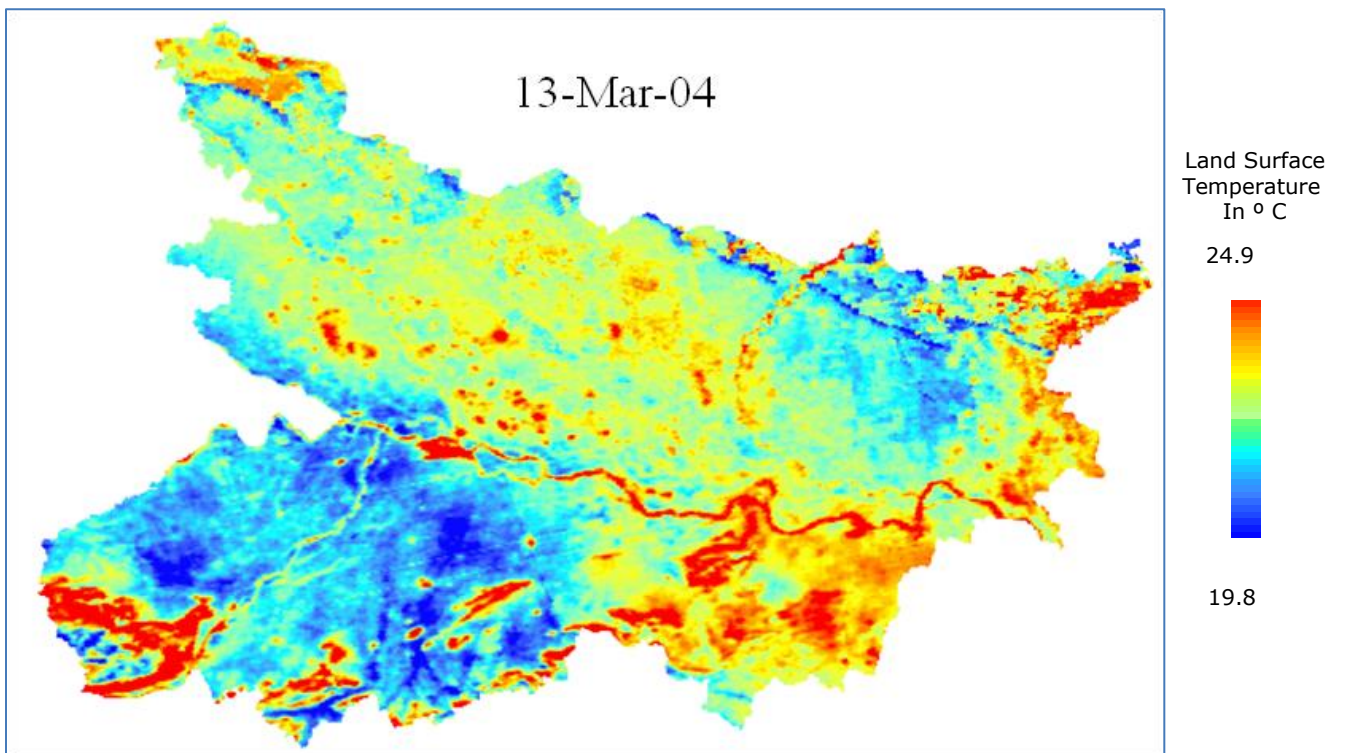 13-Mar-04
Land Surface
Temperature
In º C
24.9
19.8